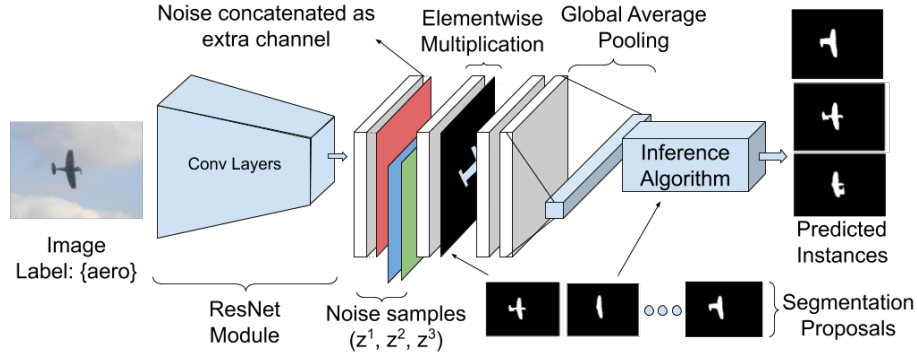 Noise concatenated as
extra channel
Elementwise
Multiplication
Global Average
Pooling
Conv Layers
Inference
Algorithm
Image
Label: {aero}
ResNet
Module
Noise samples
(z¹, z², z³)
Predicted
Instances
Segmentation
Proposals